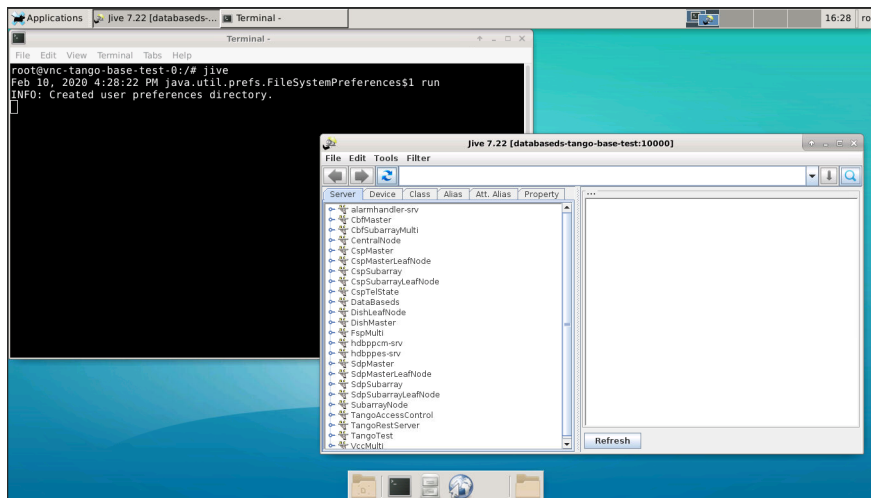 Applications
Jive 7.22 [databaseds-...
Terminal -
16:28
ro
Terminal -
File Edit View Terminal Tabs Help
root@vnc-tango-base-test-0:/# jive
Feb 10, 2020 4:28:22 PM java.util.prefs.FileSystemPreferences$1 run
INFO: Created user preferences directory.
Jive 7.22 [databaseds-tango-base-test:10000]
File Edit Tools Filter
Server Device Class Alias Att. Alias Property
...
alarmhandler-srv
CbfMaster
CbfSubarrayMulti
CentralNode
CspMaster
CspMasterLeafNode
CspSubarray
CspSubarrayLeafNode
CspTelState
DataBaseds
DishLeafNode
DishMaster
FspMulti
hdbppcm-srv
hdbppes-srv
SdpMaster
SdpMasterLeafNode
SdpSubarray
SdpSubarrayLeafNode
SubarrayNode
TangoAccessControl
TangoRestServer
TangoTest
VccMulti
Refresh